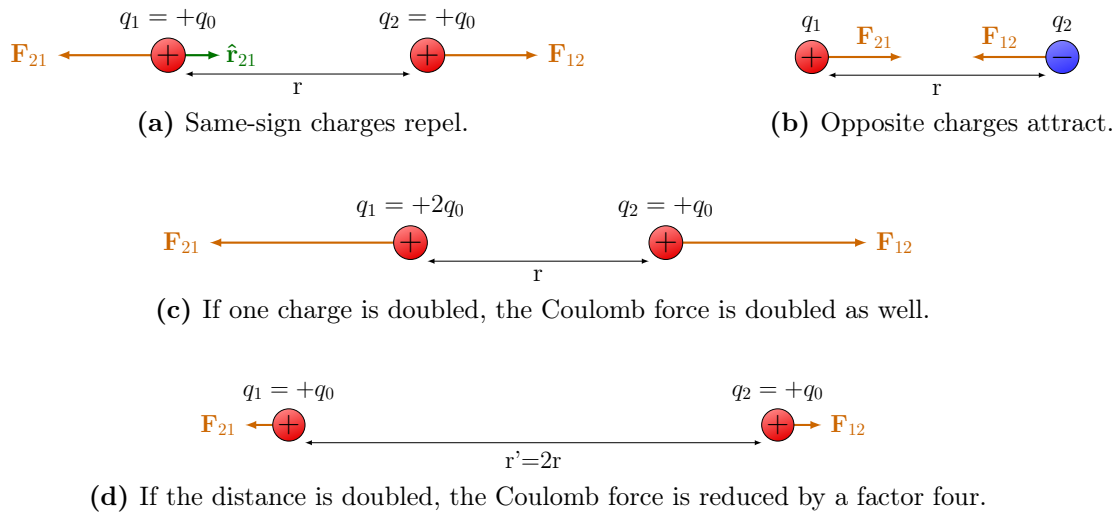 q₁ = +q₀ q₂ = +q₀
F₂₁ + r̂₂₁ + F₁₂
r
(a) Same-sign charges repel.
q₁ q₂
+ F₂₁ F₁₂ −
r
(b) Opposite charges attract.
q₁ = +2q₀ q₂ = +q₀
F₂₁ + + F₁₂
r
(c) If one charge is doubled, the Coulomb force is doubled as well.
q₁ = +q₀ q₂ = +q₀
F₂₁ + + F₁₂
r'=2r
(d) If the distance is doubled, the Coulomb force is reduced by a factor four.